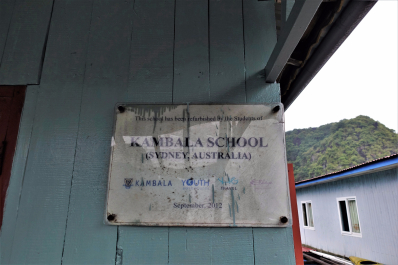 This school has been refurbished by the Students of
KAMBALA SCHOOL
(SYDNEY, AUSTRALIA)
KAMBALA YOUTH
September, 2012